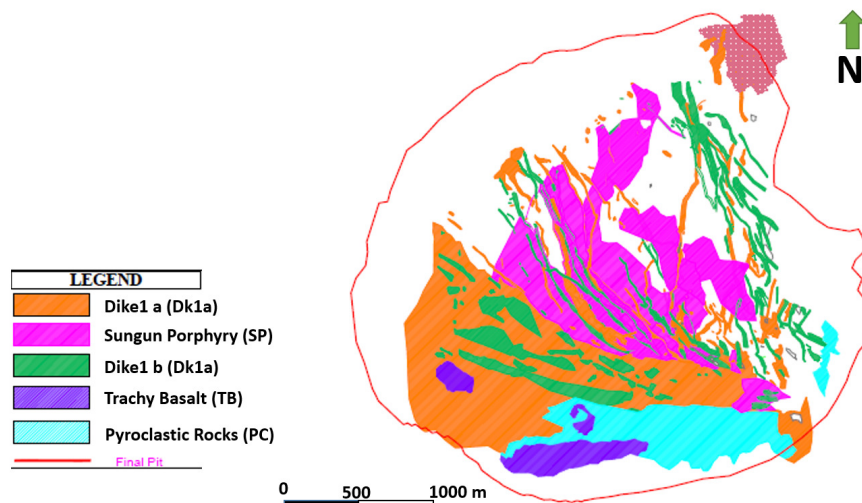 N
LEGEND
Dike1 a (Dk1a)
Sungun Porphyry (SP)
Dike1 b (Dk1a)
Trachy Basalt (TB)
Pyroclastic Rocks (PC)
Final Pit
0 500 1000 m